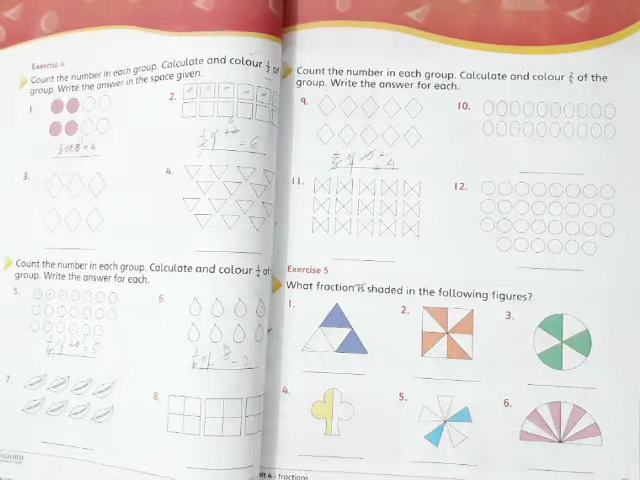 Exercise 4
Count the number in each group. Calculate and colour 1/2 of
group. Write the answer in the space given.
1.
2.
1/2 of 8 = 4
1/2 of 12 = 6
3.
4.
Count the number in each group. Calculate and colour 1/4 of
group. Write the answer for each.
5.
6.
7.
8.
OXFORD
Count the number in each group. Calculate and colour 2/5 of the
group. Write the answer for each.
9.
10.
= 4
11.
12.
Exercise 5
What fraction is shaded in the following figures?
1.
2.
3.
4.
5.
6.
4 - fractions